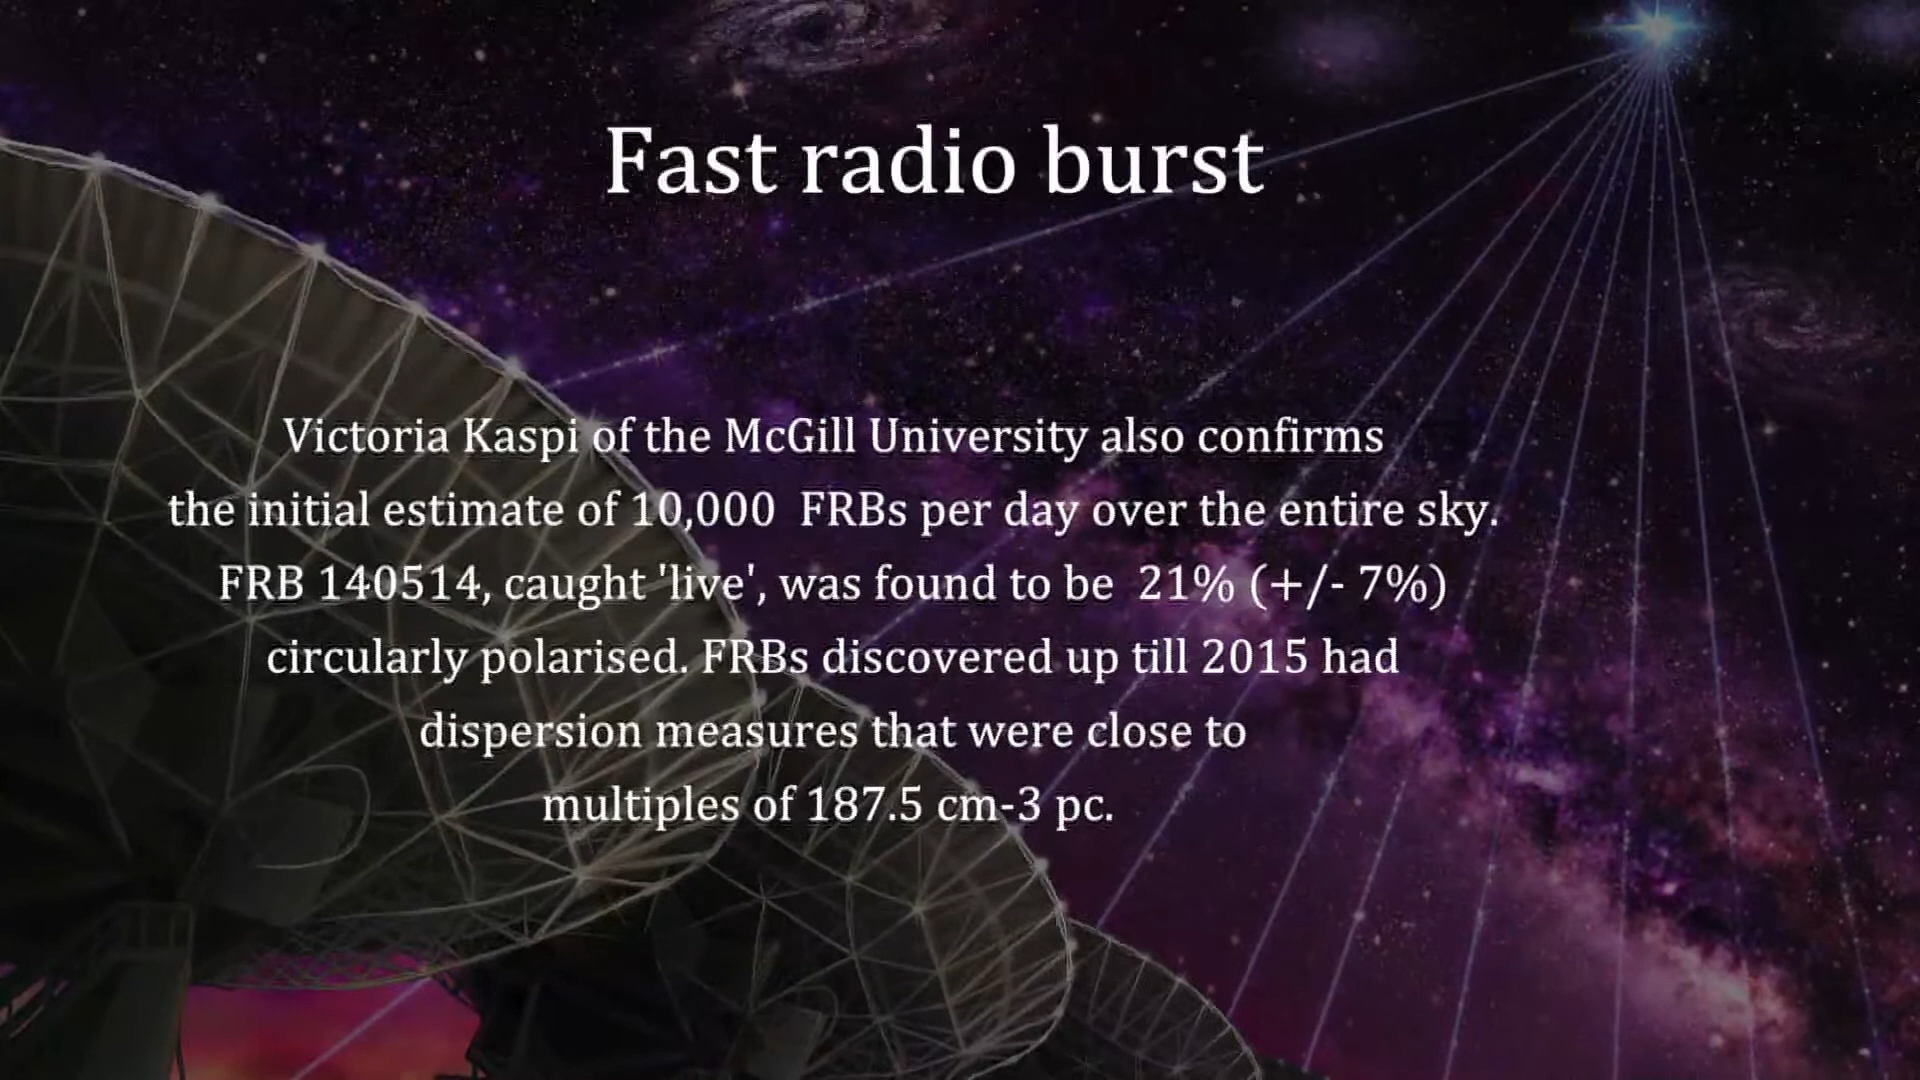 Fast radio burst
Victoria Kaspi of the McGill University also confirms
the initial estimate of 10,000  FRBs per day over the entire sky.
FRB 140514, caught 'live', was found to be  21% (+/- 7%)
circularly polarised. FRBs discovered up till 2015 had
dispersion measures that were close to
multiples of 187.5 cm-3 pc.